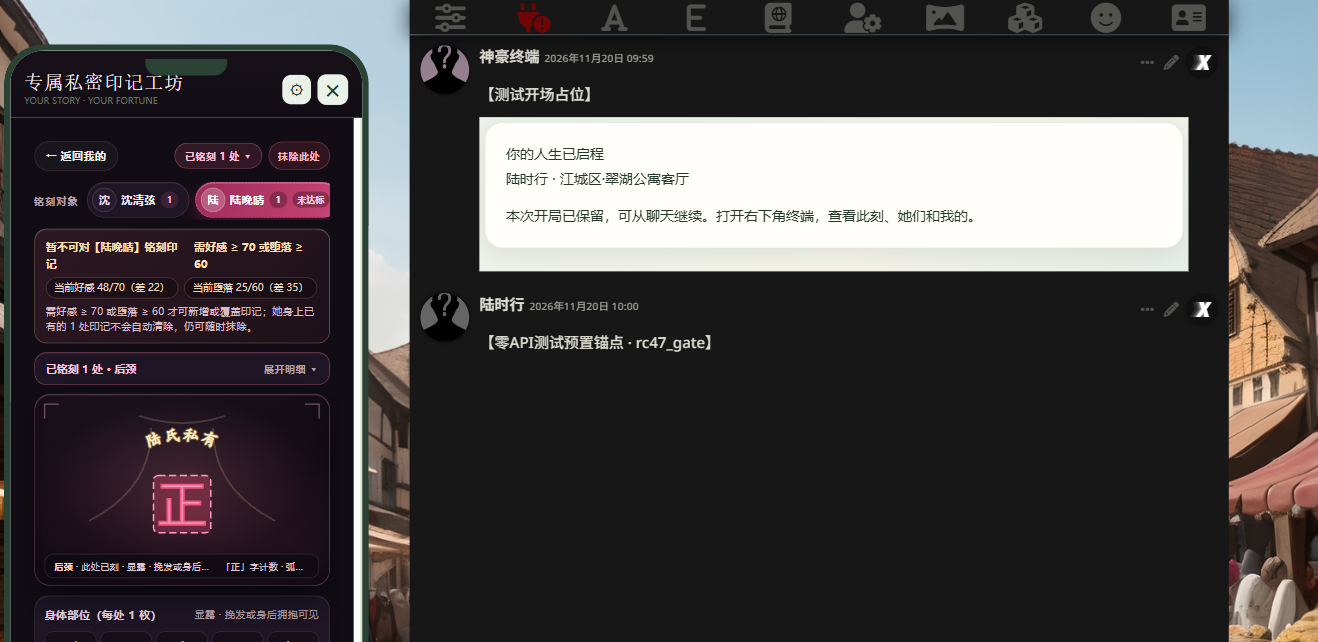 专属私密印记工坊
YOUR STORY · YOUR FORTUNE
← 返回我的
已铭刻 1 处
抹除此处
铭刻对象
沈 沈清弦 1
陆 陆晚晴 1 未达标
暂不可对【陆晚晴】铭刻印记
需好感 ≥ 70 或堕落 ≥ 60
当前好感 48/70（差 22）
当前堕落 25/60（差 35）
需好感 ≥ 70 或堕落 ≥ 60 才可新增或覆盖印记；她身上已
有的 1 处印记不会自动清除，仍可随时抹除。
已铭刻 1 处 • 后颈
展开明细
陆氏私有
正
后颈 · 此处已刻 · 显露 · 挽发或身后...
「正」字计数 · 弧...
身体部位（每处 1 枚）
显露 · 挽发或身后拥抱可见
A
E
神豪终端 2026年11月20日 09:59
【测试开场占位】
你的人生已启程
陆时行 · 江城区·翠湖公寓客厅
本次开局已保留，可从聊天继续。打开右下角终端，查看此刻、她们和我的。
陆时行 2026年11月20日 10:00
【零API测试预置锚点 · rc47_gate】